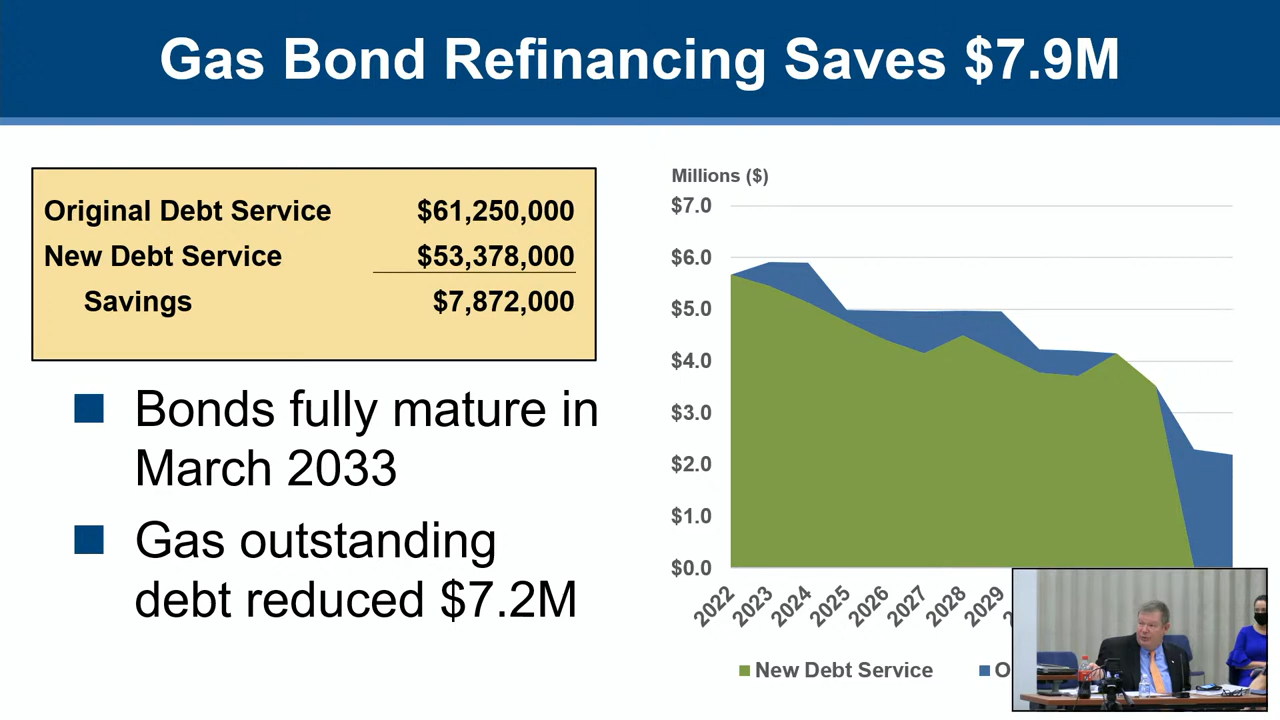 Gas Bond Refinancing Saves $7.9M
Original Debt Service $61,250,000
New Debt Service $53,378,000
Savings $7,872,000
■ Bonds fully mature in
March 2033
■ Gas outstanding
debt reduced $7.2M
Millions ($)
$7.0
$6.0
$5.0
$4.0
$3.0
$2.0
$1.0
$0.0
2022
2023
2024
2025
2026
2027
2028
2029
New Debt Service